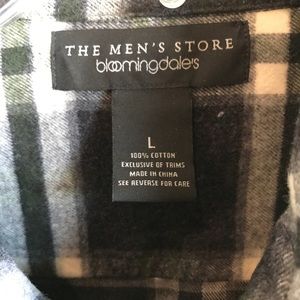 THE MEN'S STORE
bloomingdale's
L
100% COTTON
EXCLUSIVE OF TRIMS
MADE IN CHINA
SEE REVERSE FOR CARE